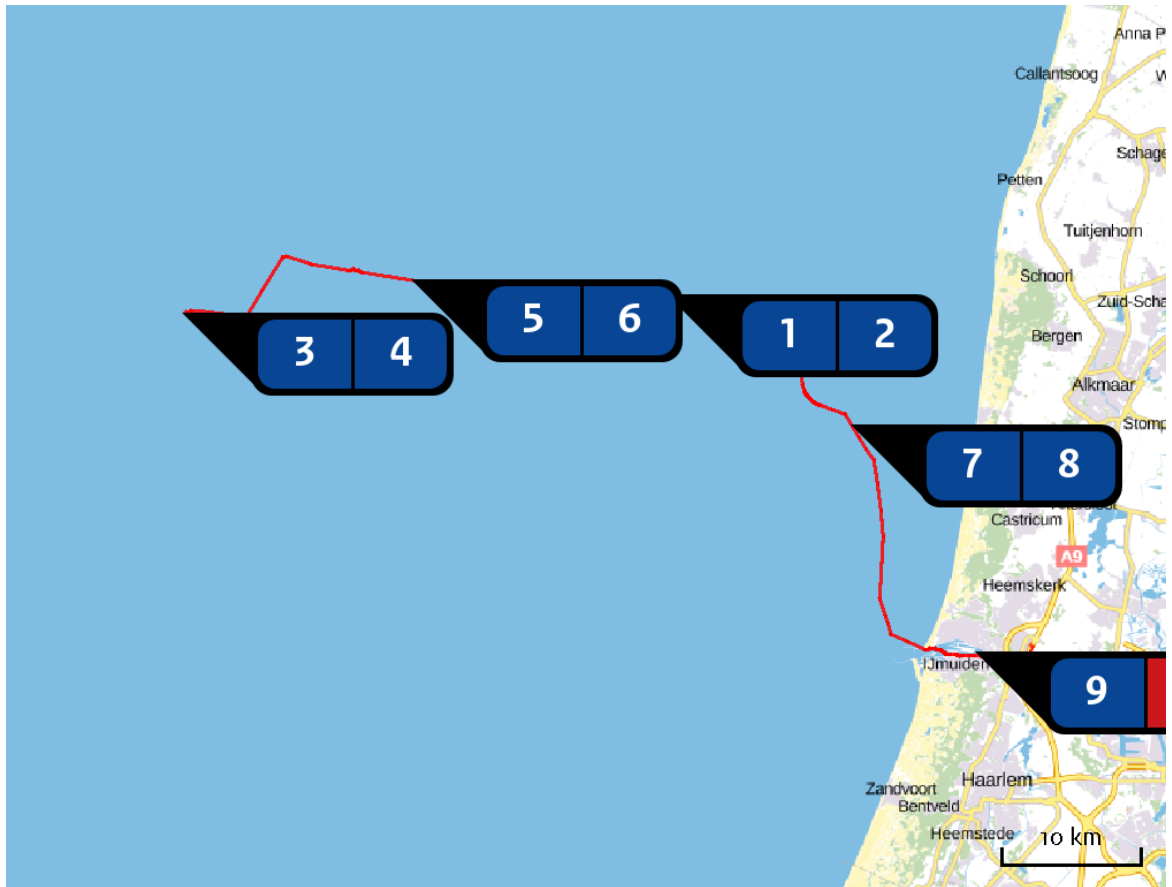 Anna P
Callantsoog
Schage
Petten
Tuitjenhorn
Schoorl
Zuid-Scha
5 6
1 2
Bergen
3 4
Alkmaar
Stomp
7 8
Castricum
A9
Heemskerk
IJmuiden
9
Haarlem
Zandvoort
Bentveld
Heemstede
10 km